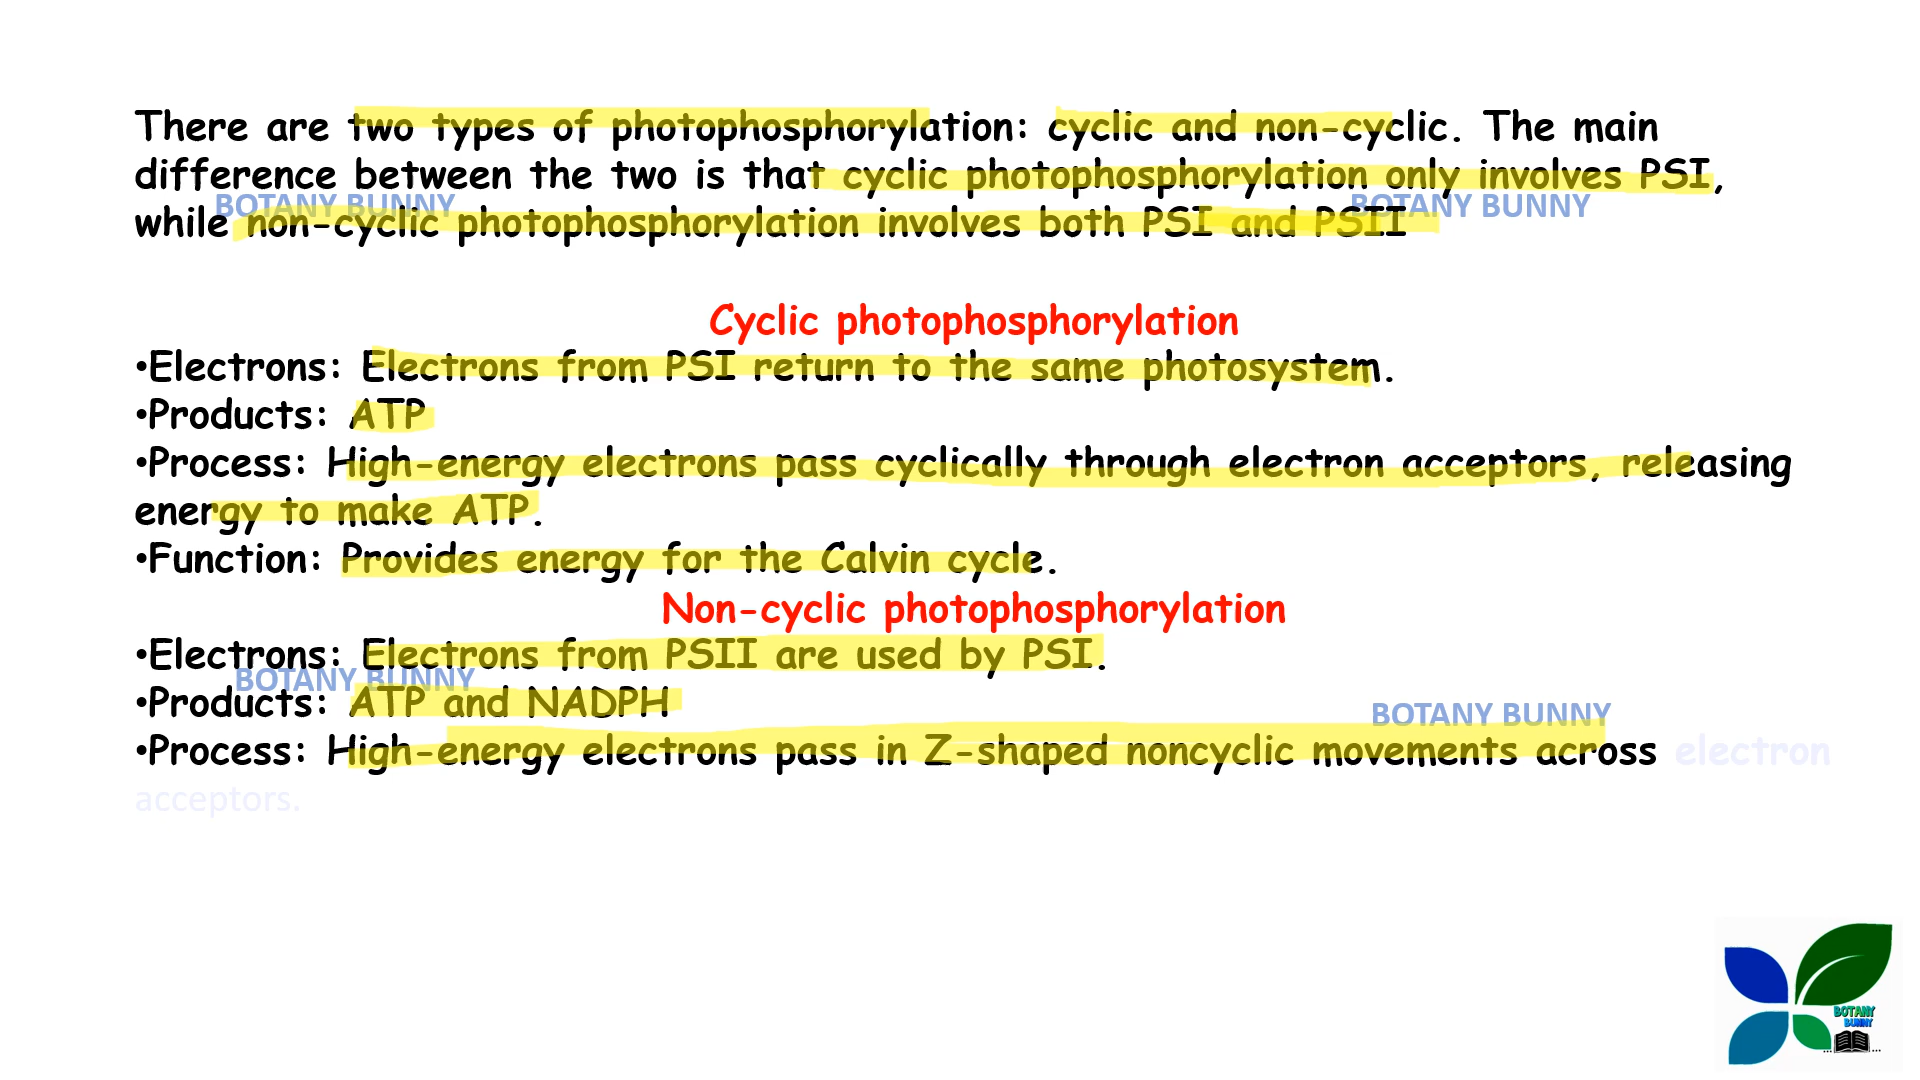 There are two types of photophosphorylation: cyclic and non-cyclic. The main
difference between the two is that cyclic photophosphorylation only involves PSI,
BOTANY BUNNY
BOTANY BUNNY
while non-cyclic photophosphorylation involves both PSI and PSII
Cyclic photophosphorylation
•Electrons: Electrons from PSI return to the same photosystem.
•Products: ATP
•Process: High-energy electrons pass cyclically through electron acceptors, releasing
energy to make ATP.
•Function: Provides energy for the Calvin cycle.
Non-cyclic photophosphorylation
•Electrons: Electrons from PSII are used by PSI.
BOTANY BUNNY
•Products: ATP and NADPH
BOTANY BUNNY
•Process: High-energy electrons pass in Z-shaped noncyclic movements across electron
acceptors.
BOTANY
BUNNY